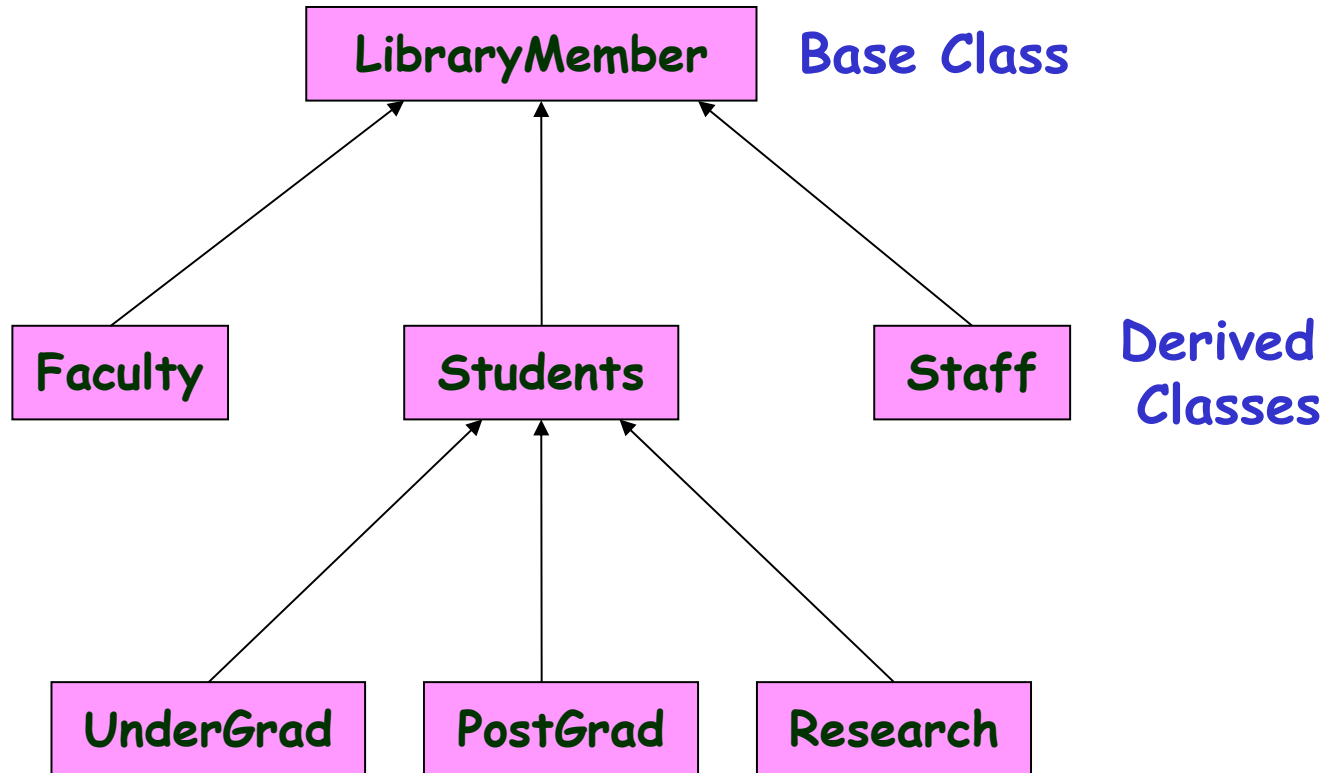 LibraryMember
Base Class
Faculty
Students
Staff
Derived
Classes
UnderGrad
PostGrad
Research